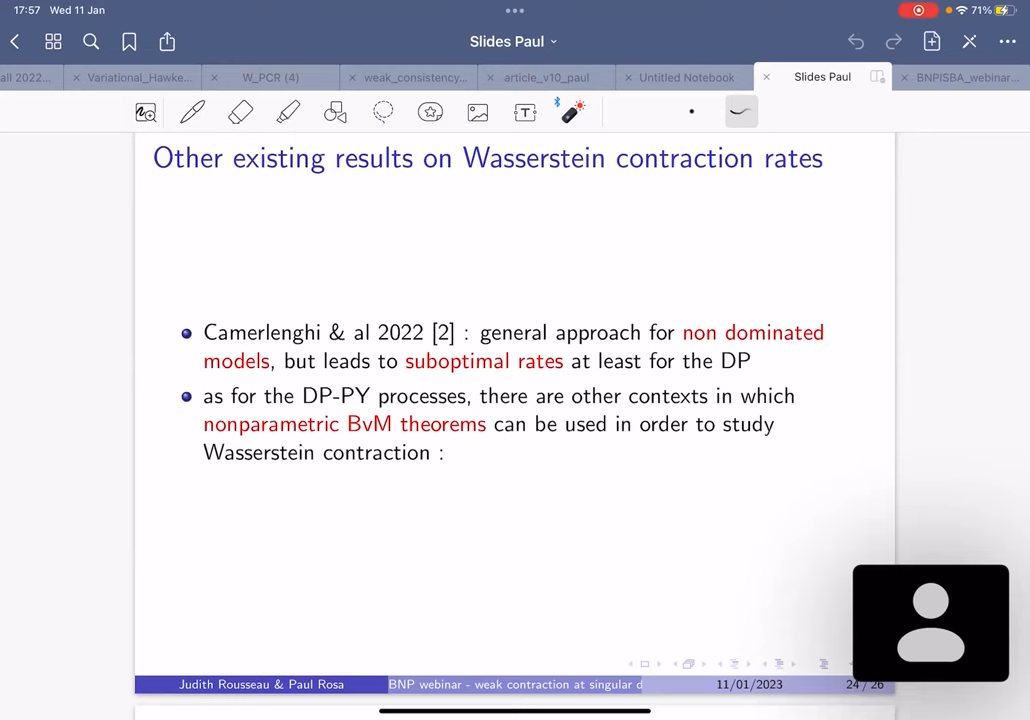 17:57 Wed 11 Jan
71%
Slides Paul
all 2022...
Variational_Hawke...
W_PCR (4)
weak_consistency...
article_v10_paul
Untitled Notebook
Slides Paul
BNPISBA_webinar...
Other existing results on Wasserstein contraction rates
Camerlenghi & al 2022 [2] : general approach for non dominated
models, but leads to suboptimal rates at least for the DP
as for the DP-PY processes, there are other contexts in which
nonparametric BvM theorems can be used in order to study
Wasserstein contraction :
Judith Rousseau & Paul Rosa
BNP webinar - weak contraction at singular d
11/01/2023
24 / 26